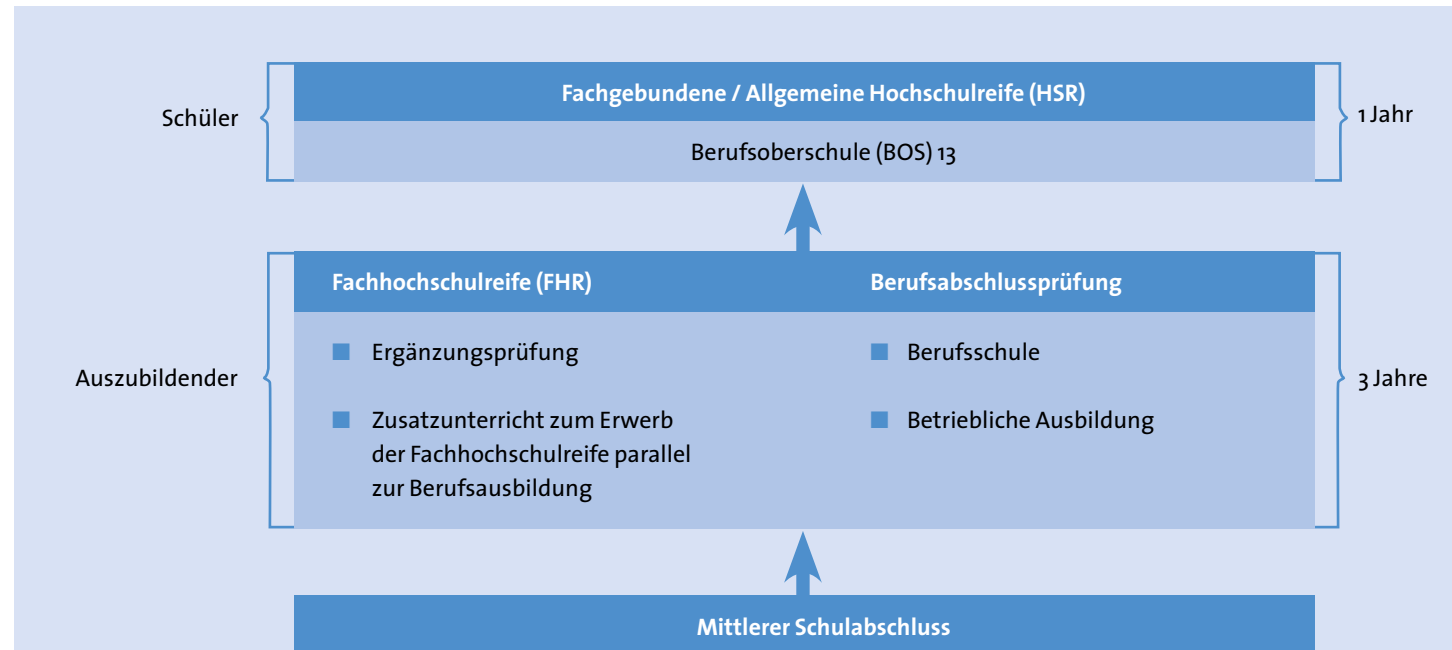 Fachgebundene / Allgemeine Hochschulreife (HSR)
Schüler
1 Jahr
Berufsoberschule (BOS) 13
Fachhochschulreife (FHR)
Berufsabschlussprüfung
Ergänzungsprüfung
Berufsschule
Auszubildender
3 Jahre
Zusatzunterricht zum Erwerb
der Fachhochschulreife parallel
zur Berufsausbildung
Betriebliche Ausbildung
Mittlerer Schulabschluss